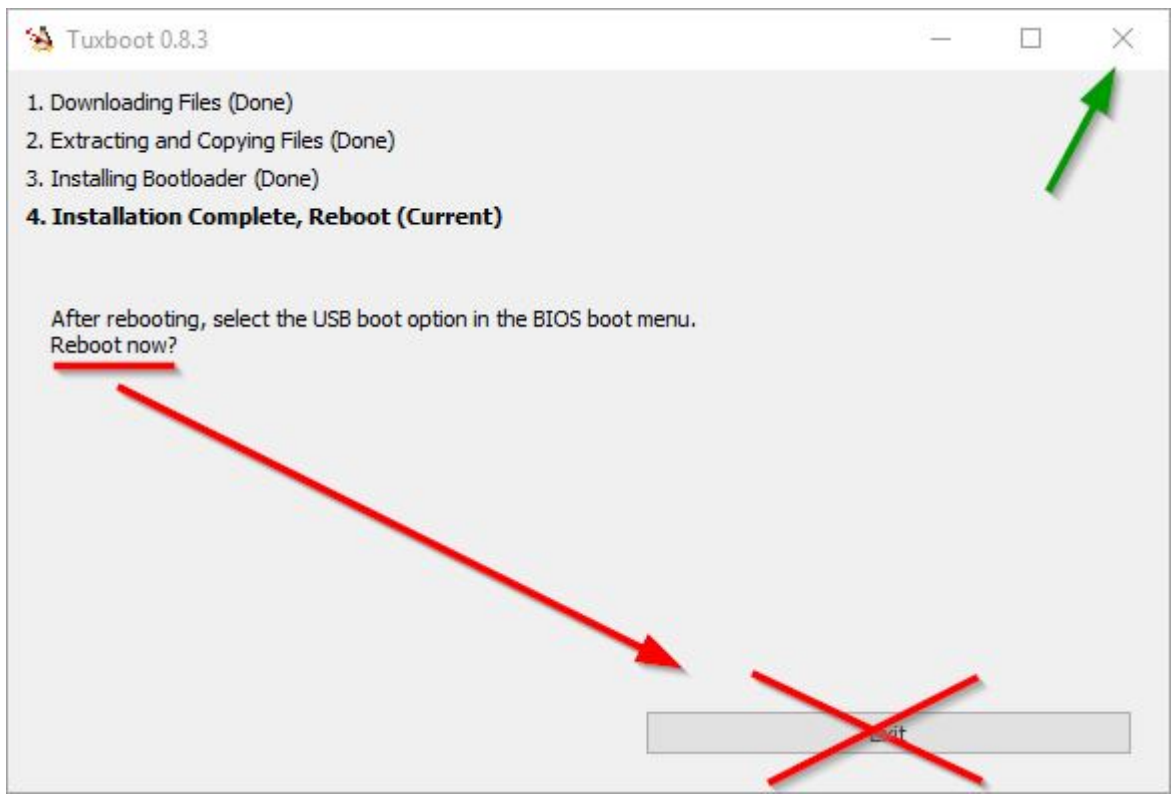 Tuxboot 0.8.3
1. Downloading Files (Done)
2. Extracting and Copying Files (Done)
3. Installing Bootloader (Done)
4. Installation Complete, Reboot (Current)
After rebooting, select the USB boot option in the BIOS boot menu.
Reboot now?
Exit